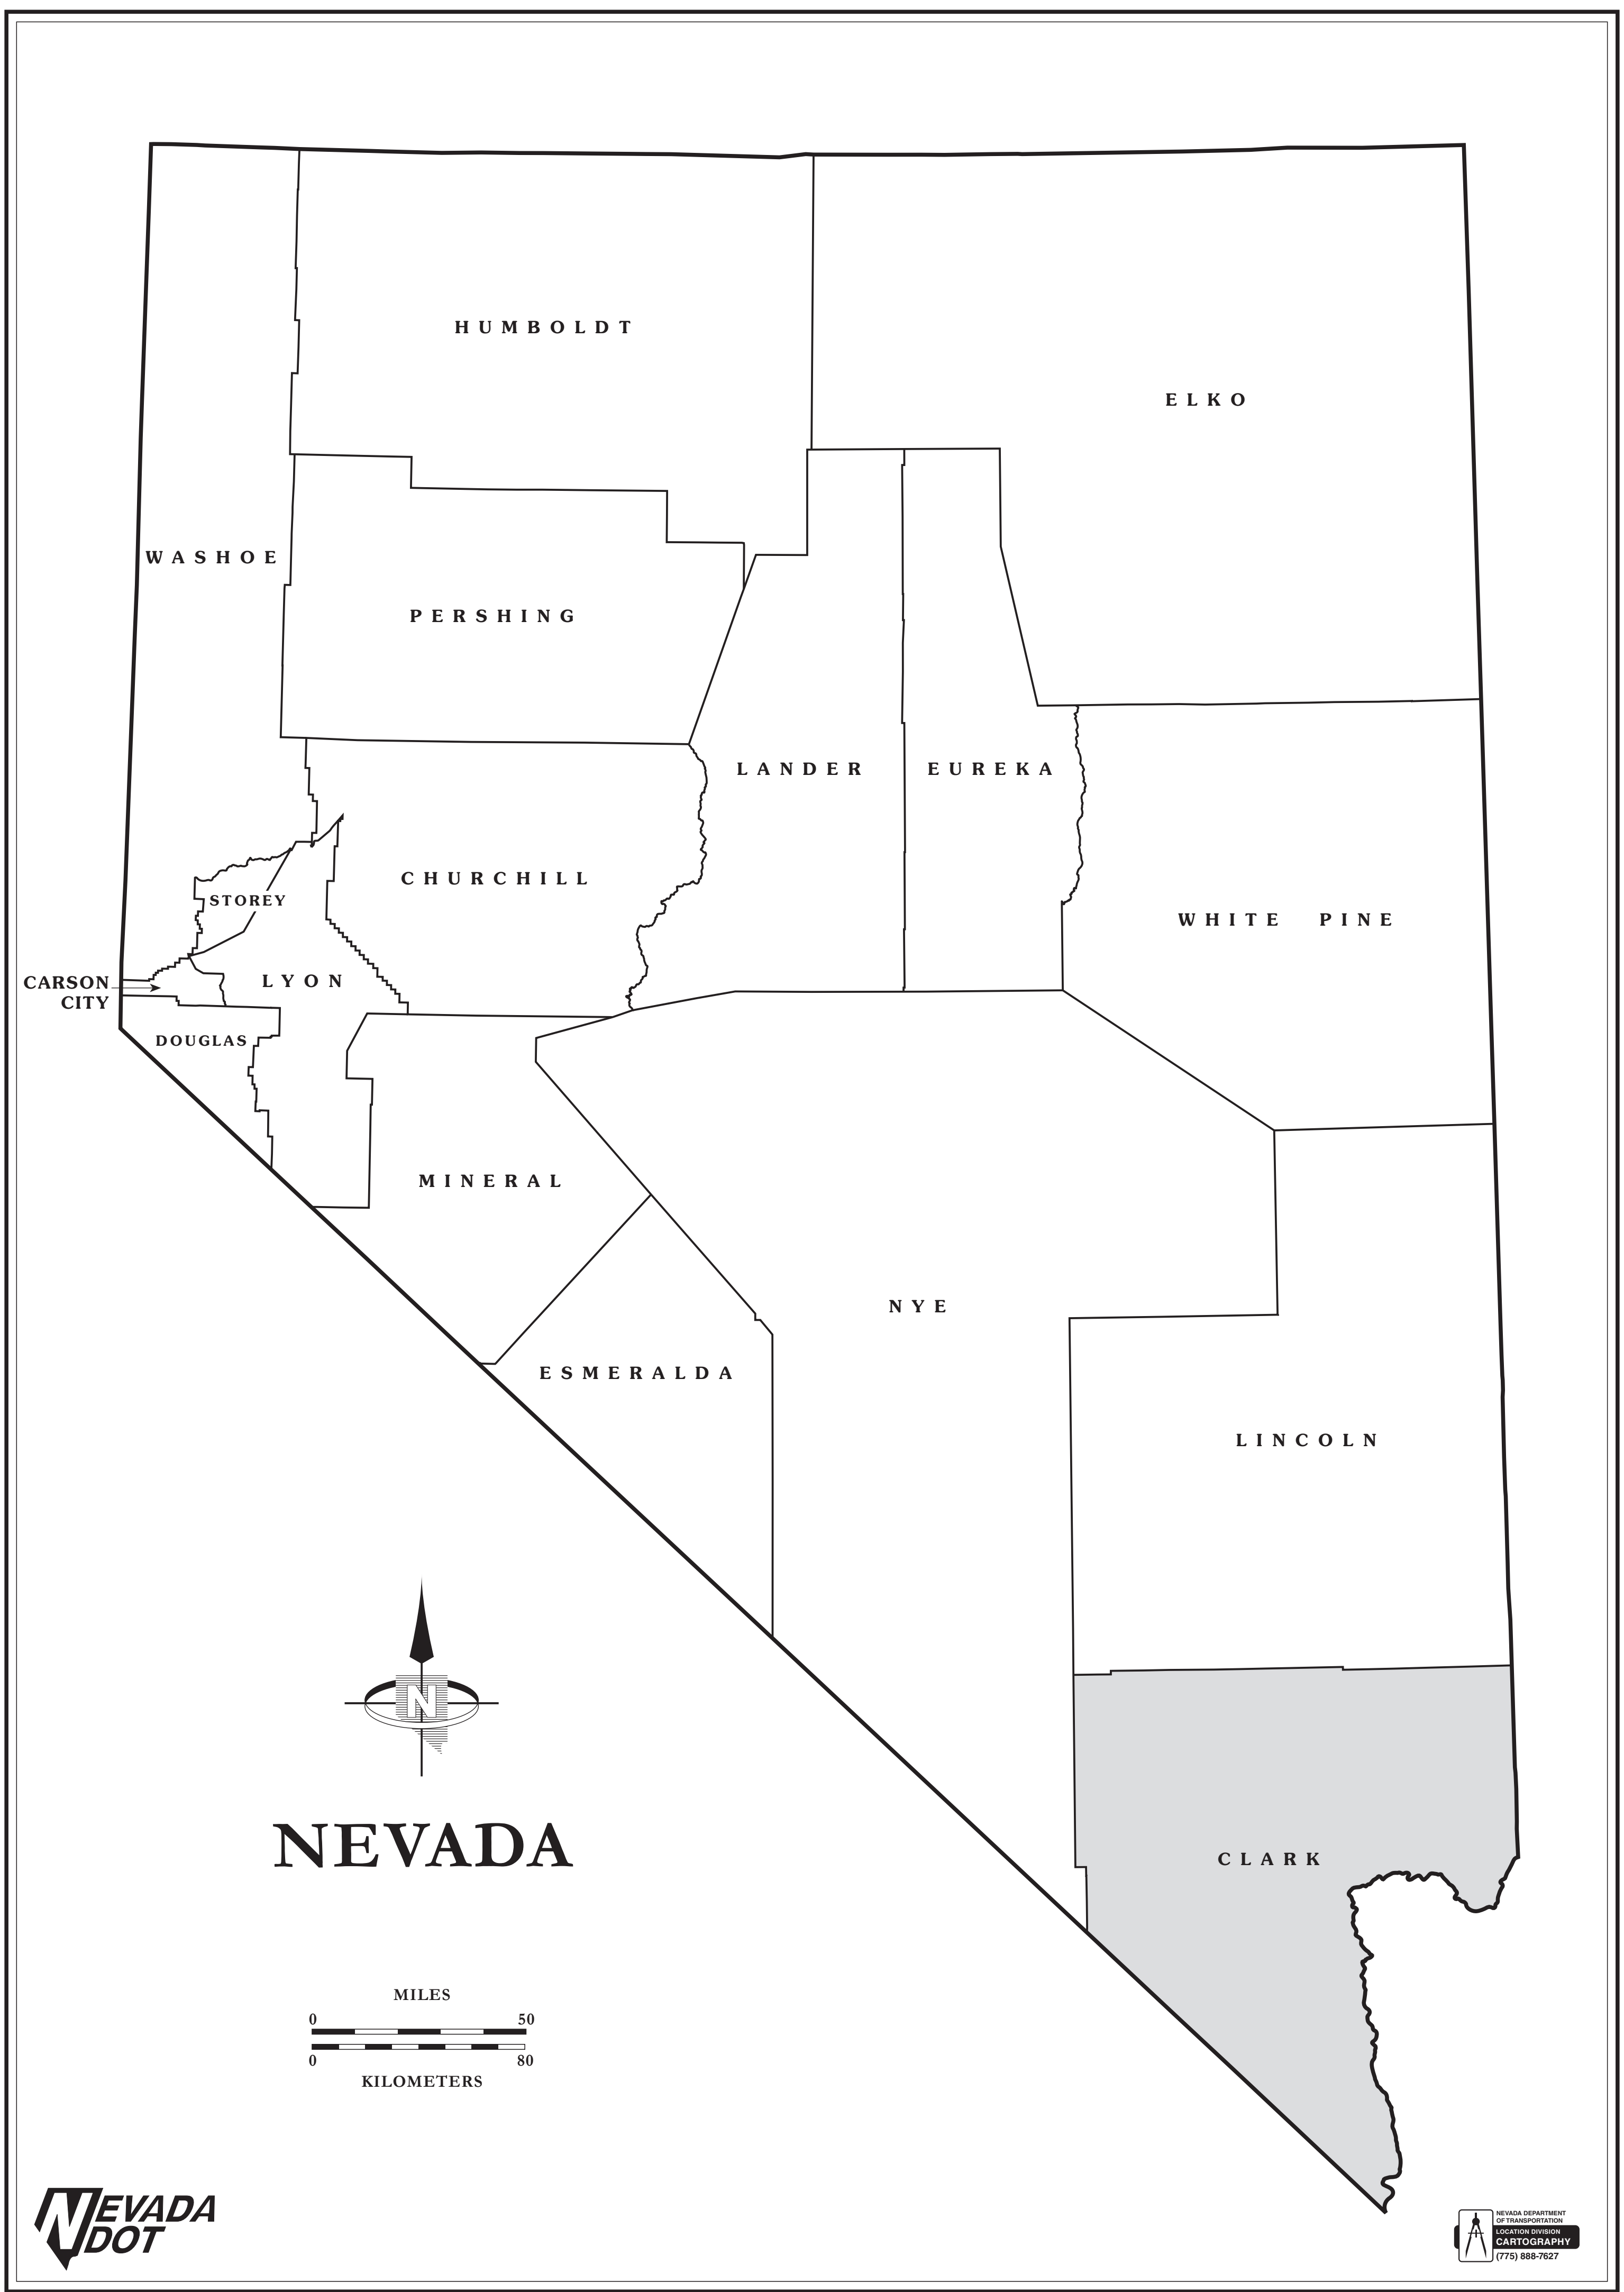 HUMBOLDT
ELKO
WASHOE
PERSHING
LANDER
EUREKA
CHURCHILL
STOREY
WHITE PINE
CARSON
CITY
LYON
DOUGLAS
MINERAL
NYE
ESMERALDA
LINCOLN
N
NEVADA
CLARK
MILES
0 50
0 80
KILOMETERS
NEVADA
DOT
NEVADA DEPARTMENT
OF TRANSPORTATION
LOCATION DIVISION
CARTOGRAPHY
(775) 888-7627